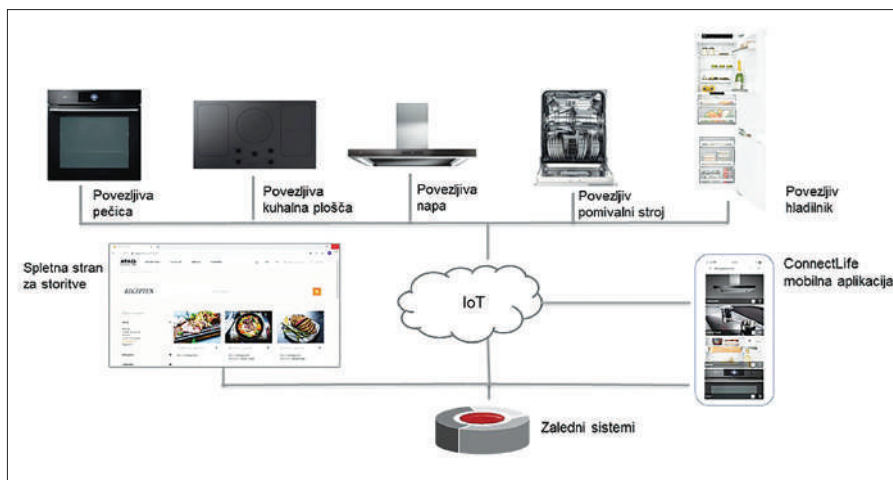 Povezljiva
pečica
Povezljiva
kuhalna plošča
Povezljiva
napa
Povezljiv
pomivalni stroj
Povezljiv
hladilnik
Spletna stran
za storitve
RECEPTEN
IoT
ConnectLife
mobilna aplikacija
Zaledni sistemi